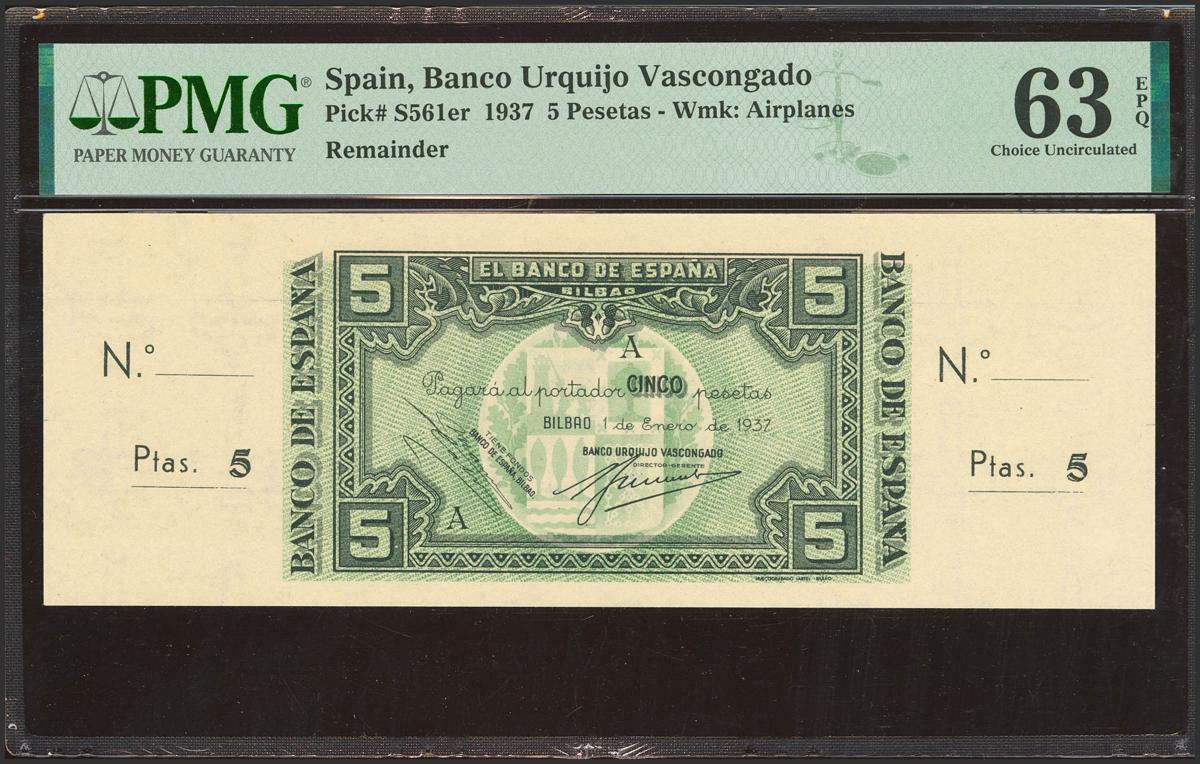 PMG®
PAPER MONEY GUARANTY
Spain, Banco Urquijo Vascongado
Pick# S561er 1937 5 Pesetas - Wmk: Airplanes
Remainder
63 EPQ
Choice Uncirculated
N.º
Ptas. 5
BANCO DE ESPAÑA
5
5
EL BANCO DE ESPAÑA
BILBAO
A
Pagará al portador CINCO pesetas
BILBAO 1 de Enero de 1937
BANCO URQUIJO VASCONGADO
DIRECTOR-GERENTE
BANCO DE ESPAÑA
A
5
5
BANCO DE ESPAÑA
N.º
Ptas. 5